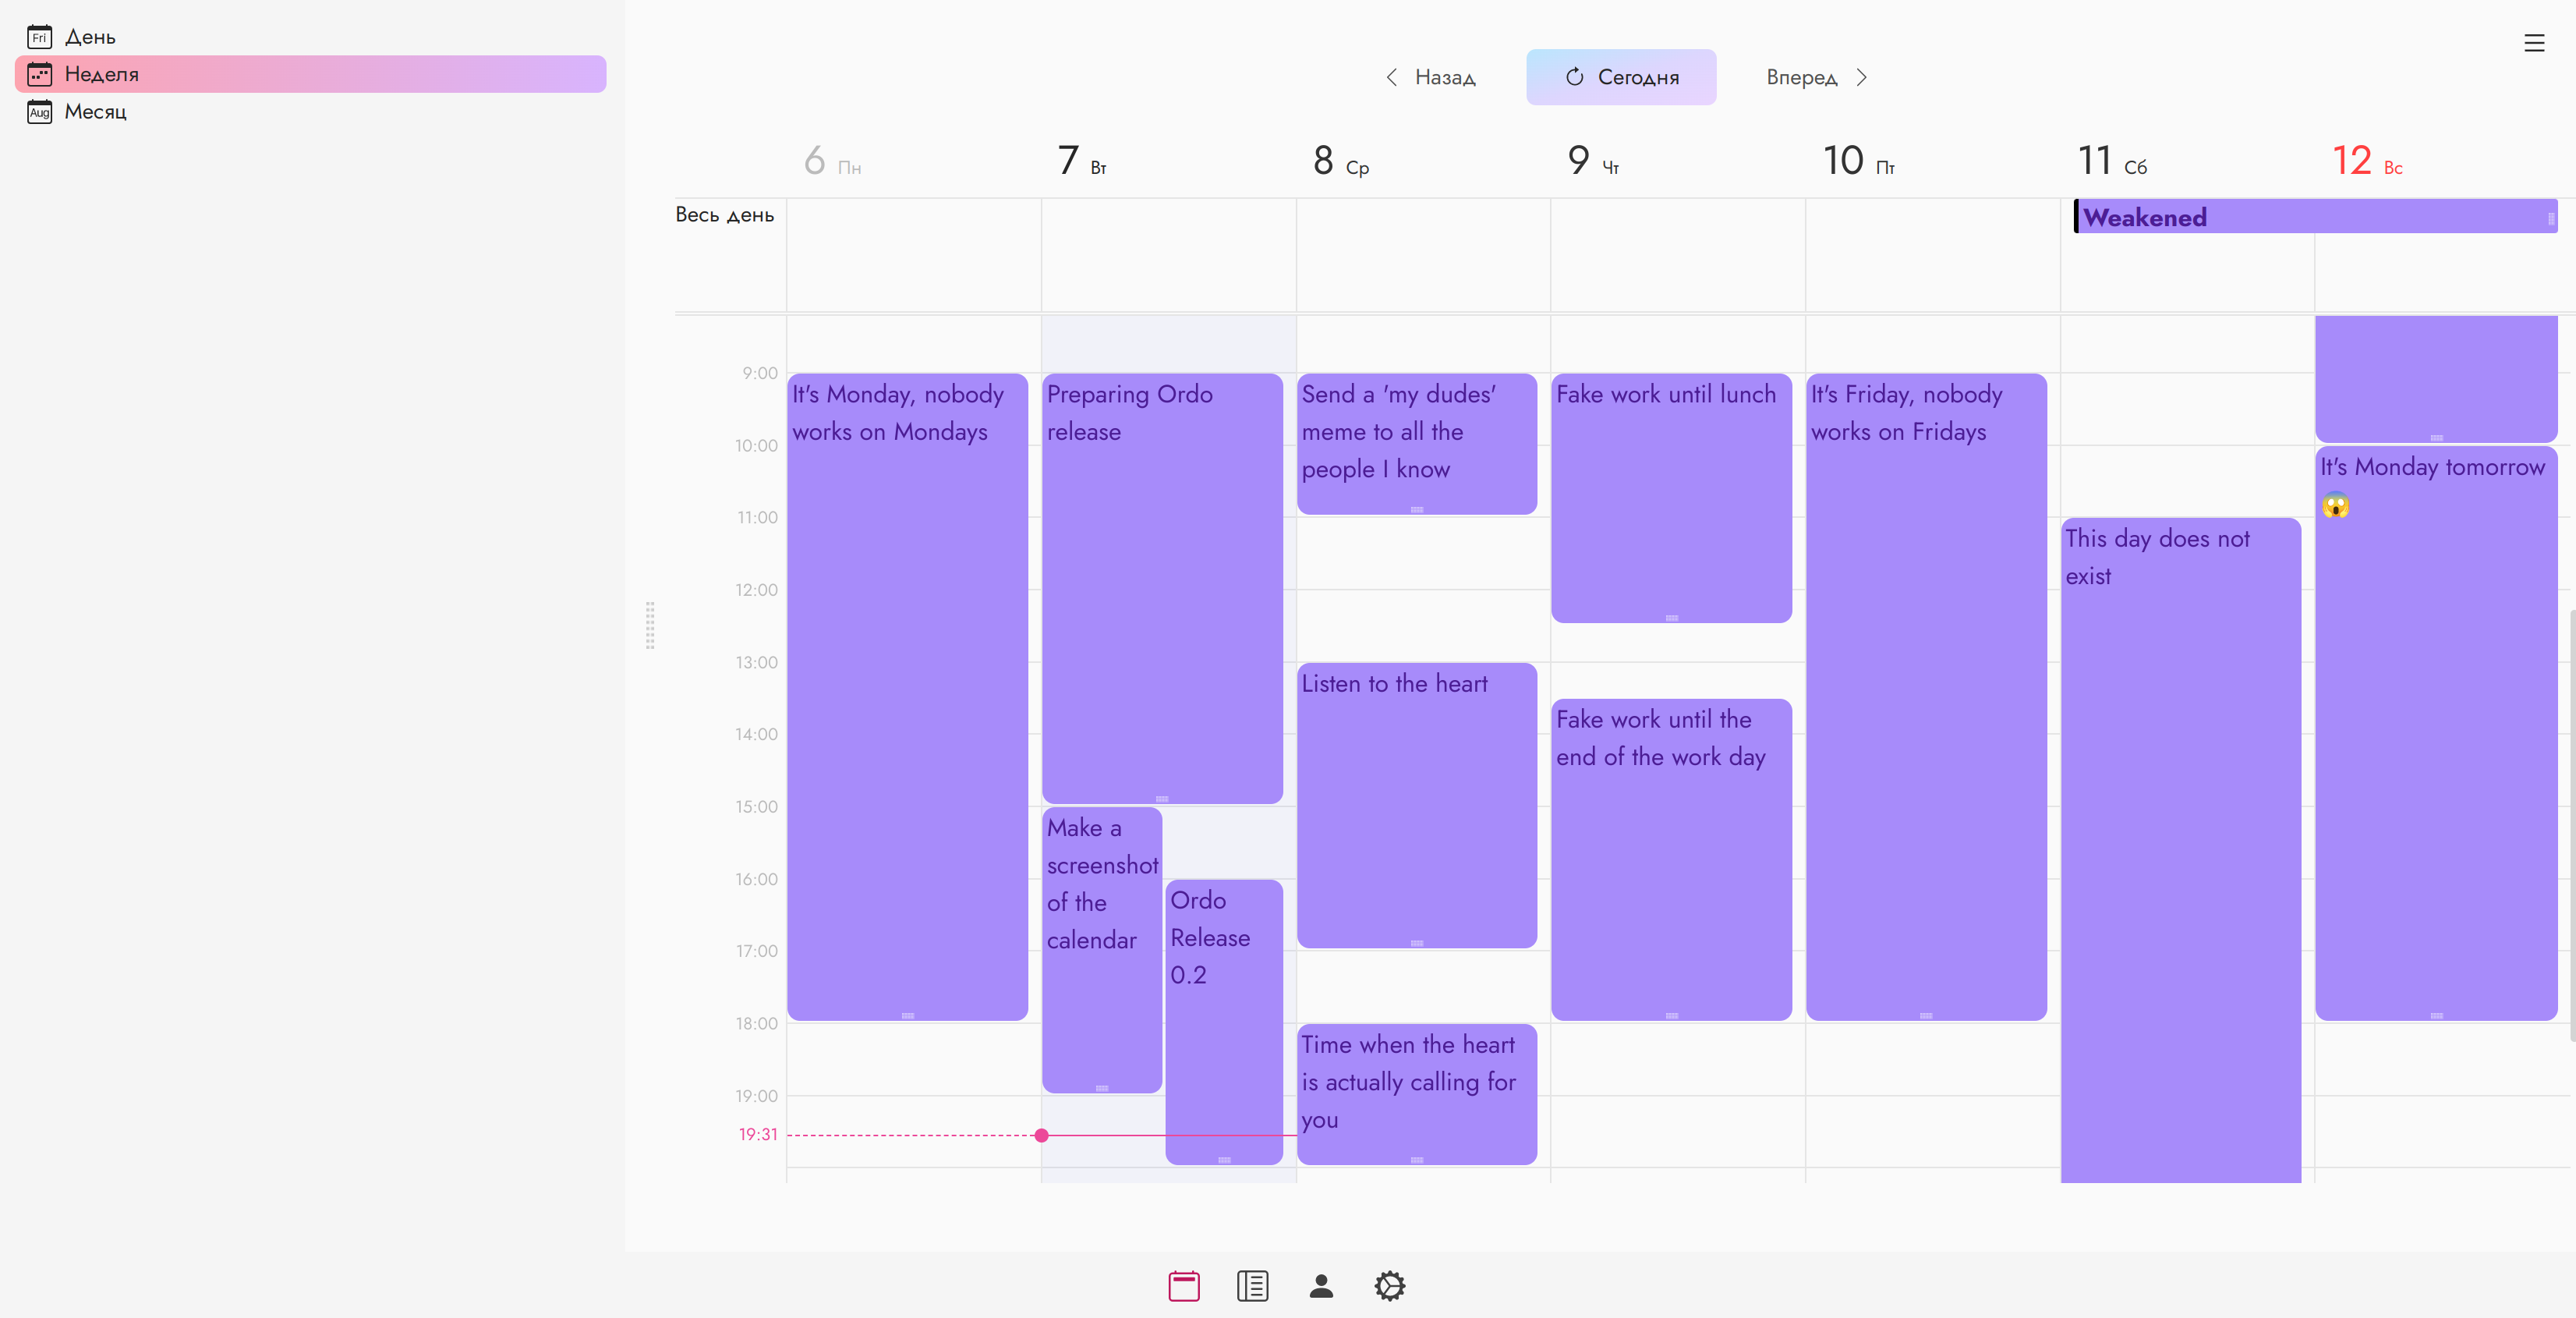 Fri День
Неделя
Aug Месяц
Назад
Сегодня
Вперед
6 Пн
7 Вт
8 Ср
9 Чт
10 Пт
11 Сб
12 Вс
Весь день
Weakened
9:00
10:00
11:00
12:00
13:00
14:00
15:00
16:00
17:00
18:00
19:00
19:31
It's Monday, nobody
works on Mondays
Preparing Ordo
release
Make a
screenshot
of the
calendar
Ordo
Release
0.2
Send a 'my dudes'
meme to all the
people I know
Listen to the heart
Time when the heart
is actually calling for
you
Fake work until lunch
Fake work until the
end of the work day
It's Friday, nobody
works on Fridays
This day does not
exist
It's Monday tomorrow
😱